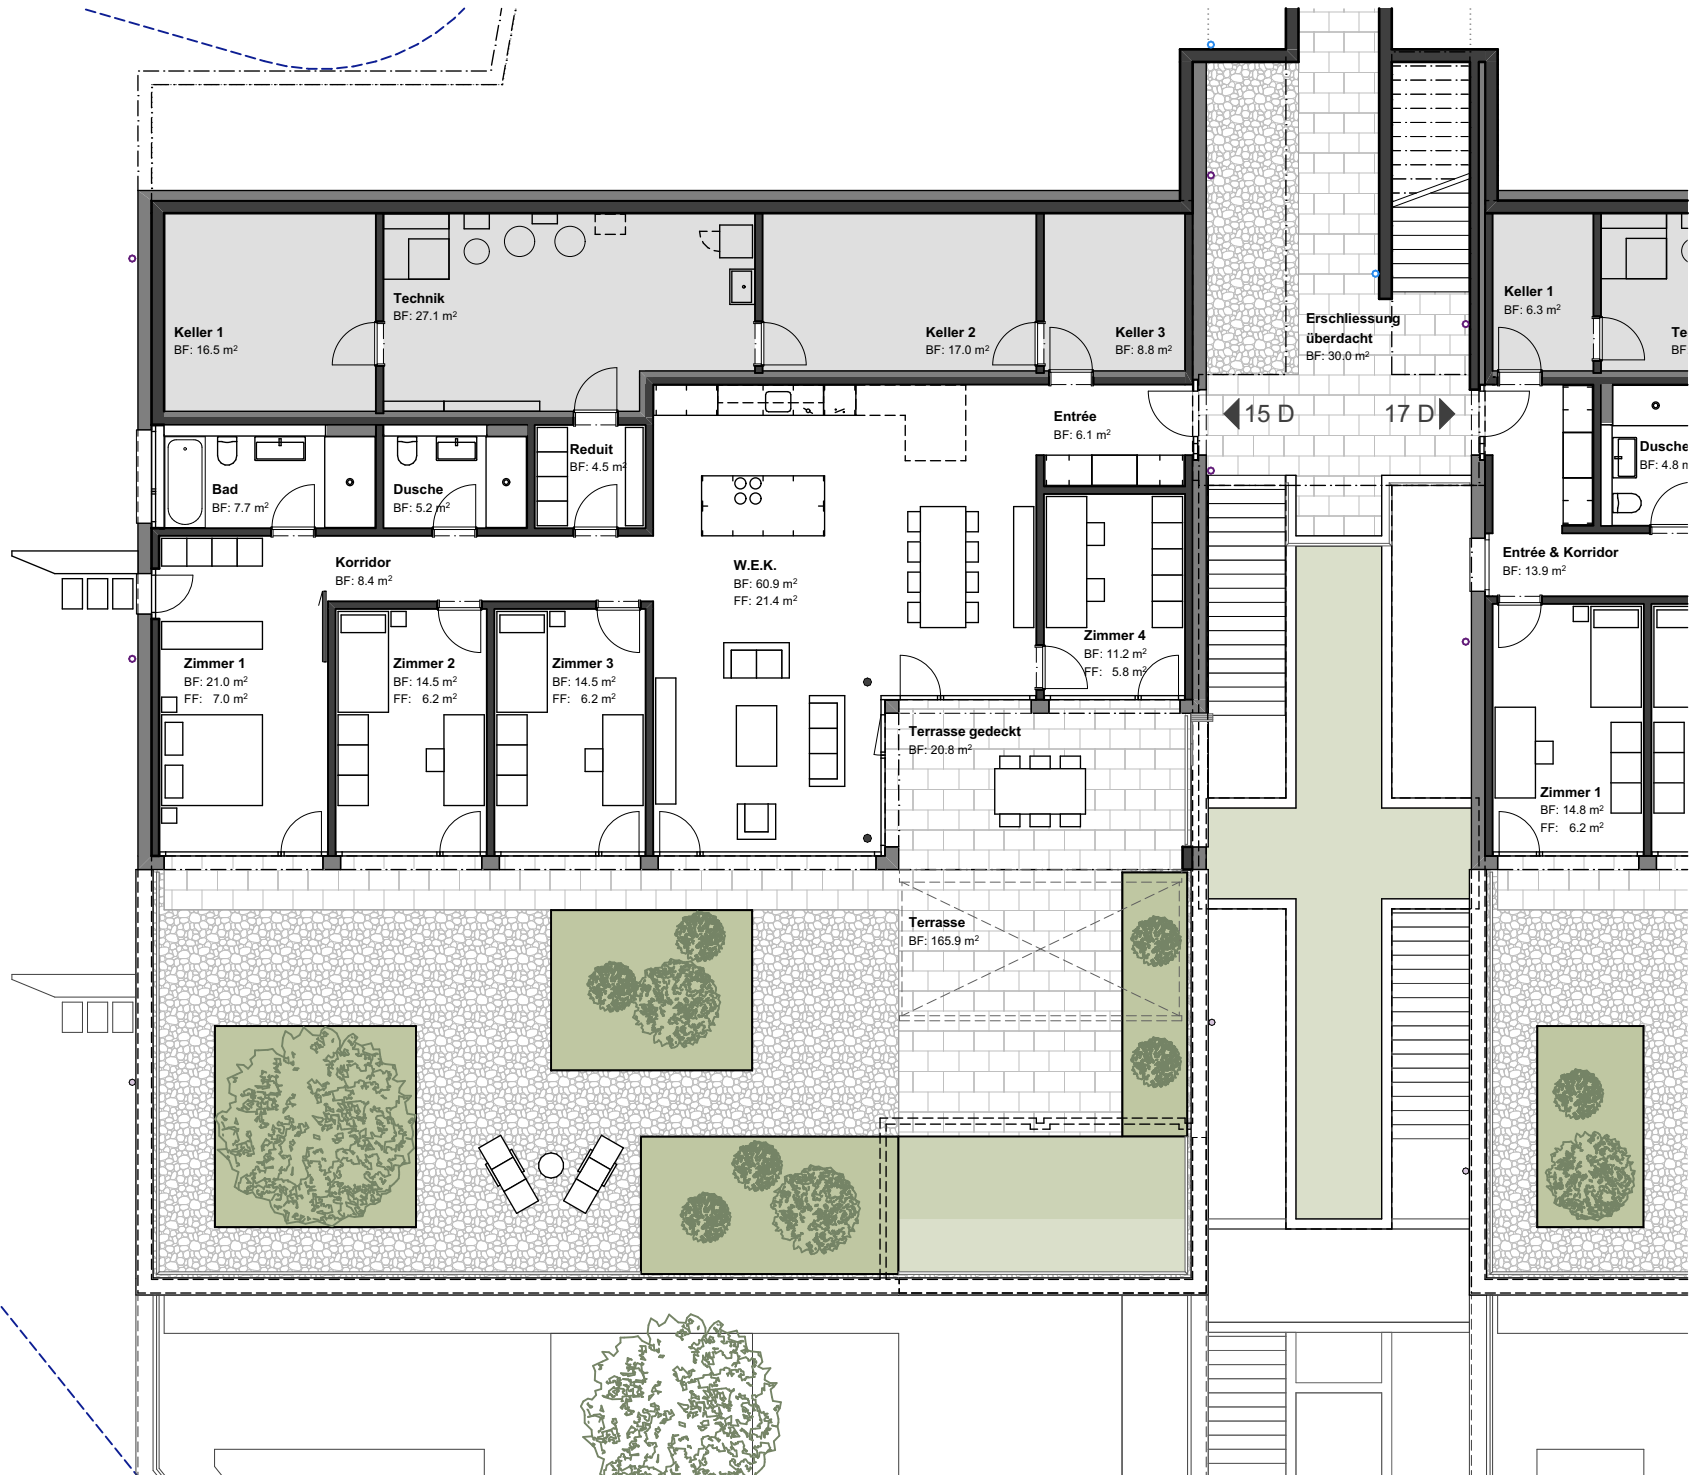 Technik
BF: 27.1 m²
Keller 1
BF: 16.5 m²
Keller 2
BF: 17.0 m²
Keller 3
BF: 8.8 m²
Erschliessung
überdacht
BF: 30.0 m²
Keller 1
BF: 6.3 m²
Te
BF:
Entrée
BF: 6.1 m²
15 D
17 D
Reduit
BF: 4.5 m²
Bad
BF: 7.7 m²
Dusche
BF: 5.2 m²
Dusche
BF: 4.8 m
Korridor
BF: 8.4 m²
W.E.K.
BF: 60.9 m²
FF: 21.4 m²
Entrée & Korridor
BF: 13.9 m²
Zimmer 4
BF: 11.2 m²
FF: 5.8 m²
Zimmer 1
BF: 21.0 m²
FF: 7.0 m²
Zimmer 2
BF: 14.5 m²
FF: 6.2 m²
Zimmer 3
BF: 14.5 m²
FF: 6.2 m²
Terrasse gedeckt
BF: 20.8 m²
Zimmer 1
BF: 14.8 m²
FF: 6.2 m²
Terrasse
BF: 165.9 m²